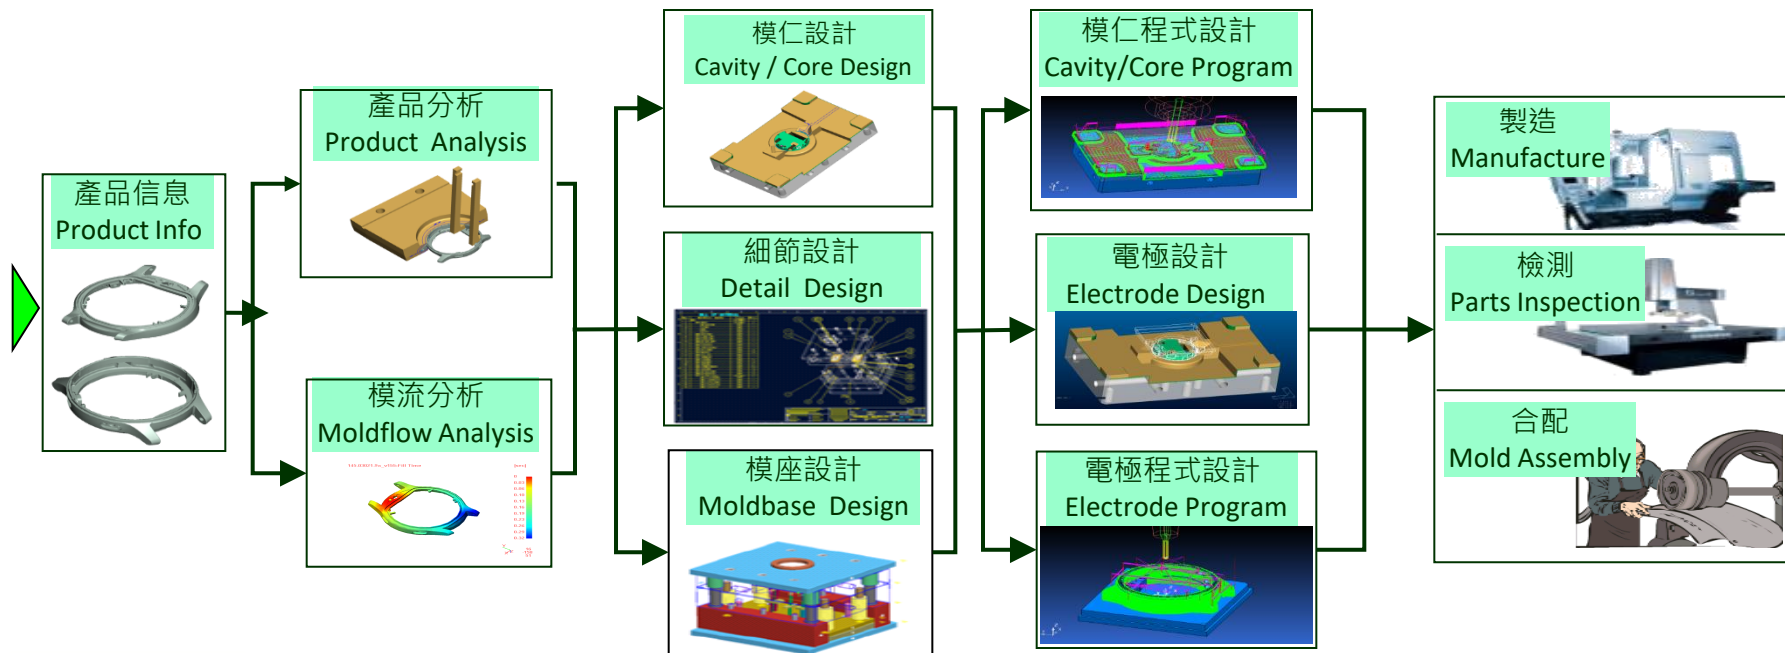 產品信息
Product Info
產品分析
Product Analysis
模流分析
Moldflow Analysis
模仁設計
Cavity / Core Design
細節設計
Detail Design
模座設計
Moldbase Design
模仁程式設計
Cavity/Core Program
電極設計
Electrode Design
電極程式設計
Electrode Program
製造
Manufacture
檢測
Parts Inspection
合配
Mold Assembly